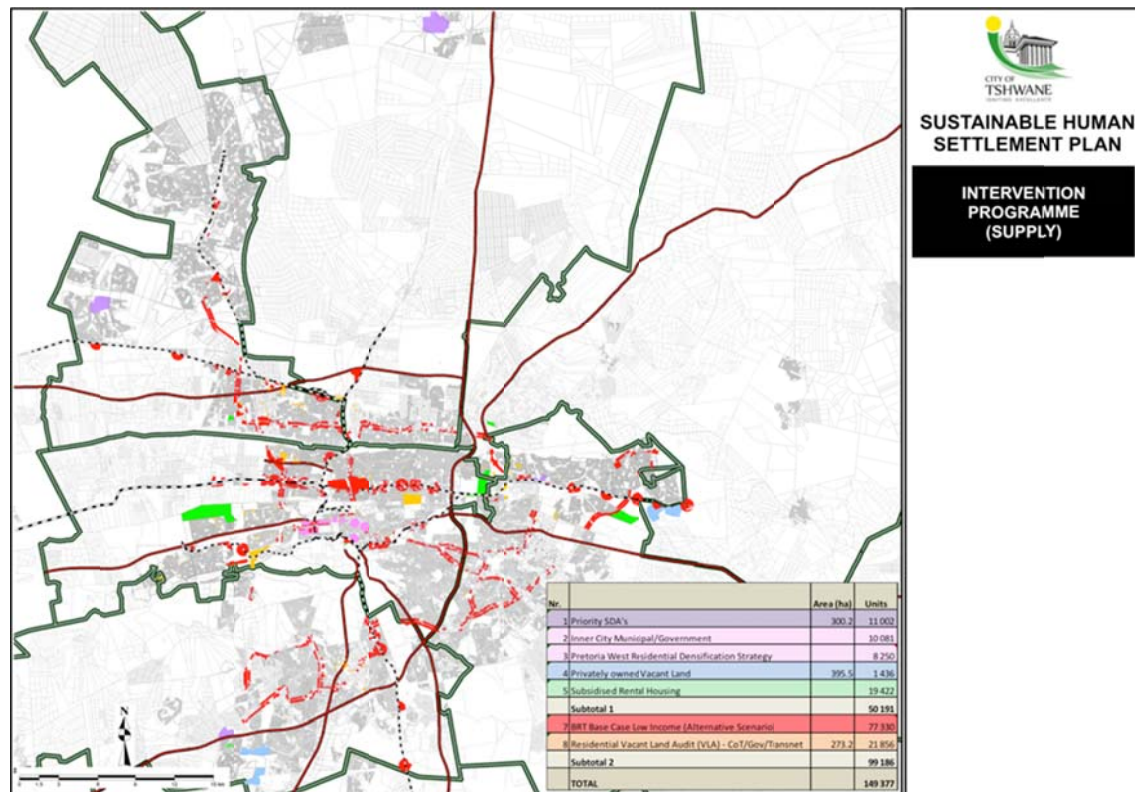 CITY OF
TSHWANE
IGNITING EXCELLENCE
SUSTAINABLE HUMAN
SETTLEMENT PLAN
INTERVENTION
PROGRAMME
(SUPPLY)
N
Nr. Area (ha) Units
1 Priority SDA's 300.2 11 002
2 Inner City Municipal/Government 10 081
3 Pretoria West Residential Densification Strategy 8 250
4 Privately owned Vacant Land 395.5 1 436
5 Subsidised Rental Housing 19 422
Subtotal 1 50 191
7 BRT Base Case Low Income (Alternative Scenario) 77 330
8 Residential Vacant Land Audit (VLA) - CoT/Gov/Transnet 273.2 21 856
Subtotal 2 99 186
TOTAL 149 377